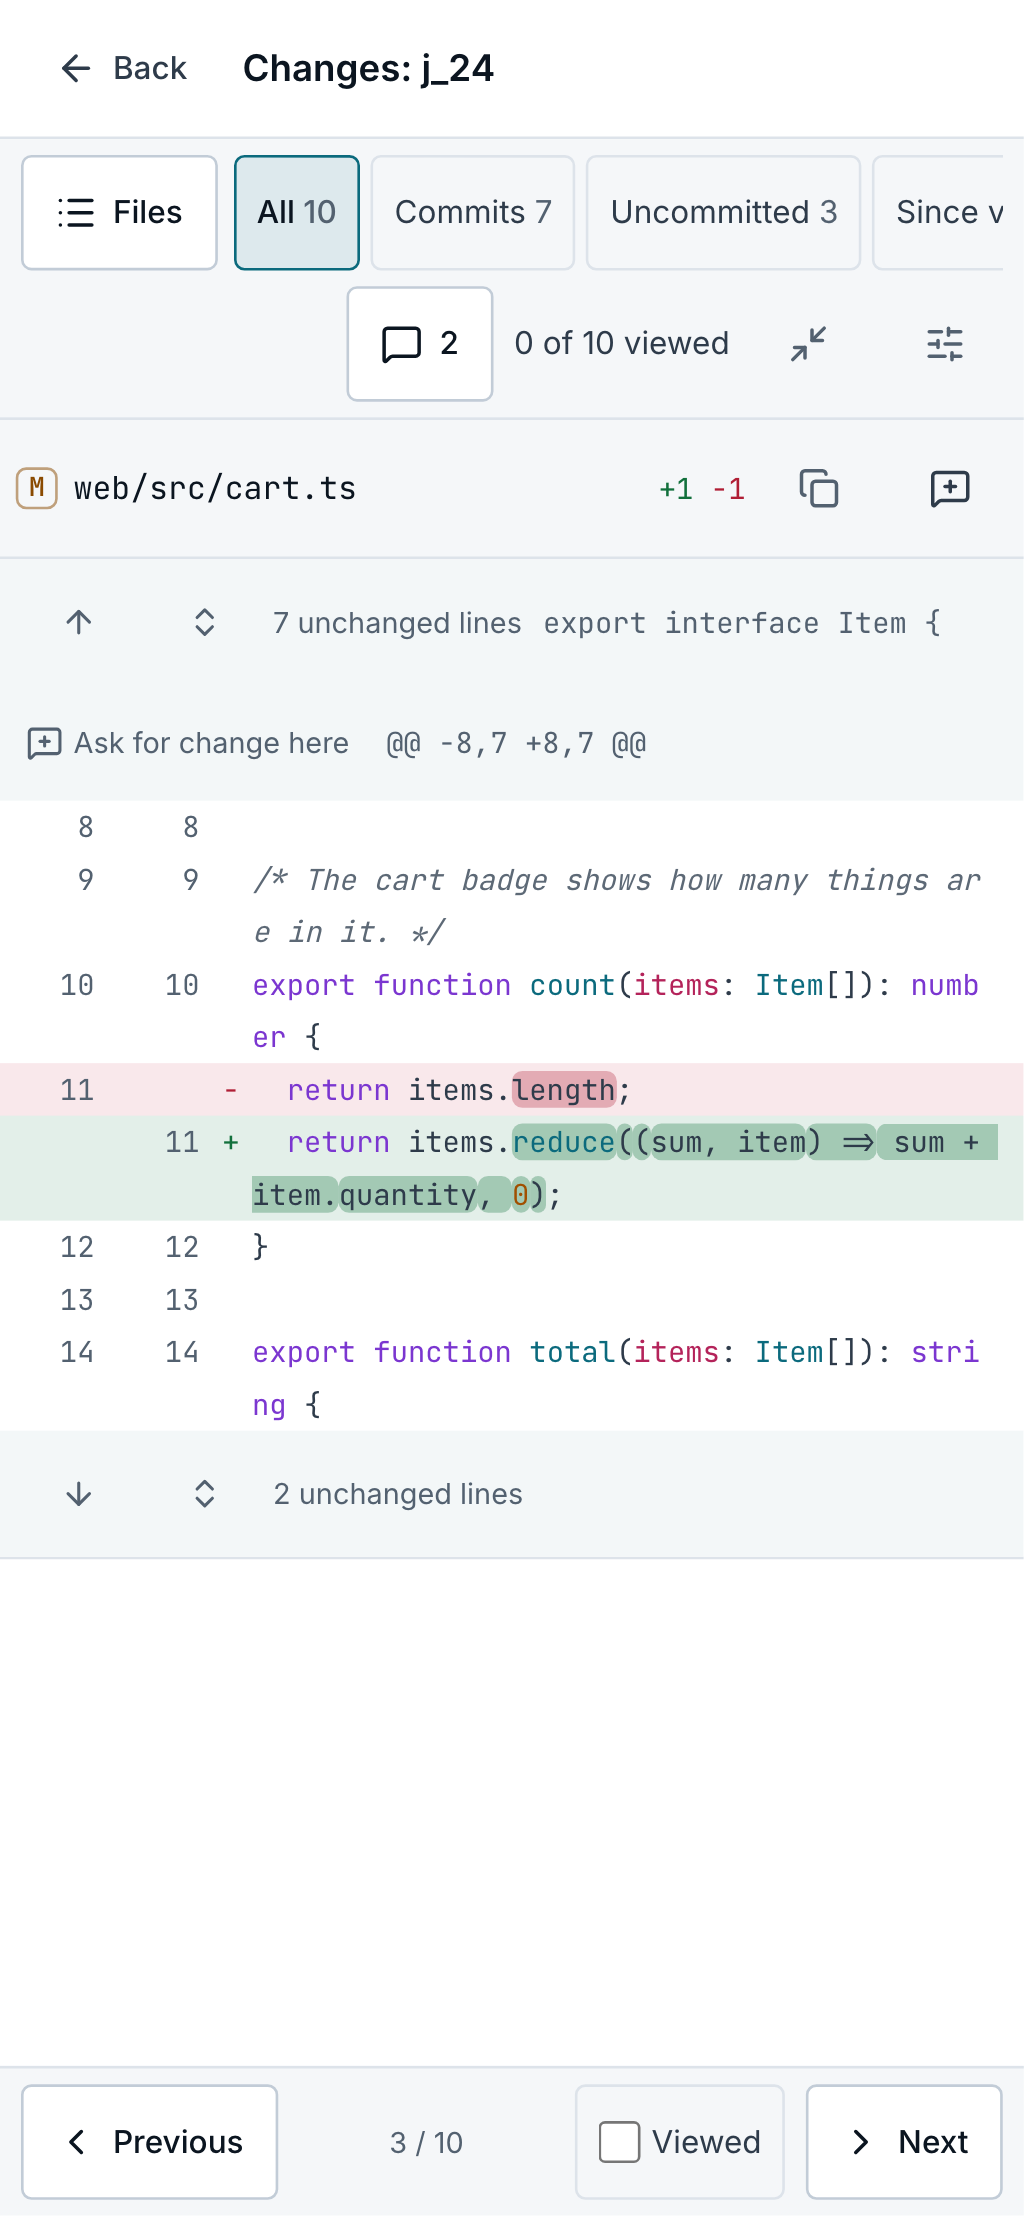 Back Changes: j_24
Files All 10 Commits 7 Uncommitted 3 Since v
2 0 of 10 viewed
M web/src/cart.ts +1 -1
7 unchanged lines export interface Item {
Ask for change here @@ -8,7 +8,7 @@
8 8
9 9 /* The cart badge shows how many things ar
e in it. */
10 10 export function count(items: Item[]): numb
er {
11 - return items.length;
11 + return items.reduce((sum, item) => sum +
item.quantity, 0);
12 12 }
13 13
14 14 export function total(items: Item[]): stri
ng {
2 unchanged lines
Previous 3 / 10 Viewed Next